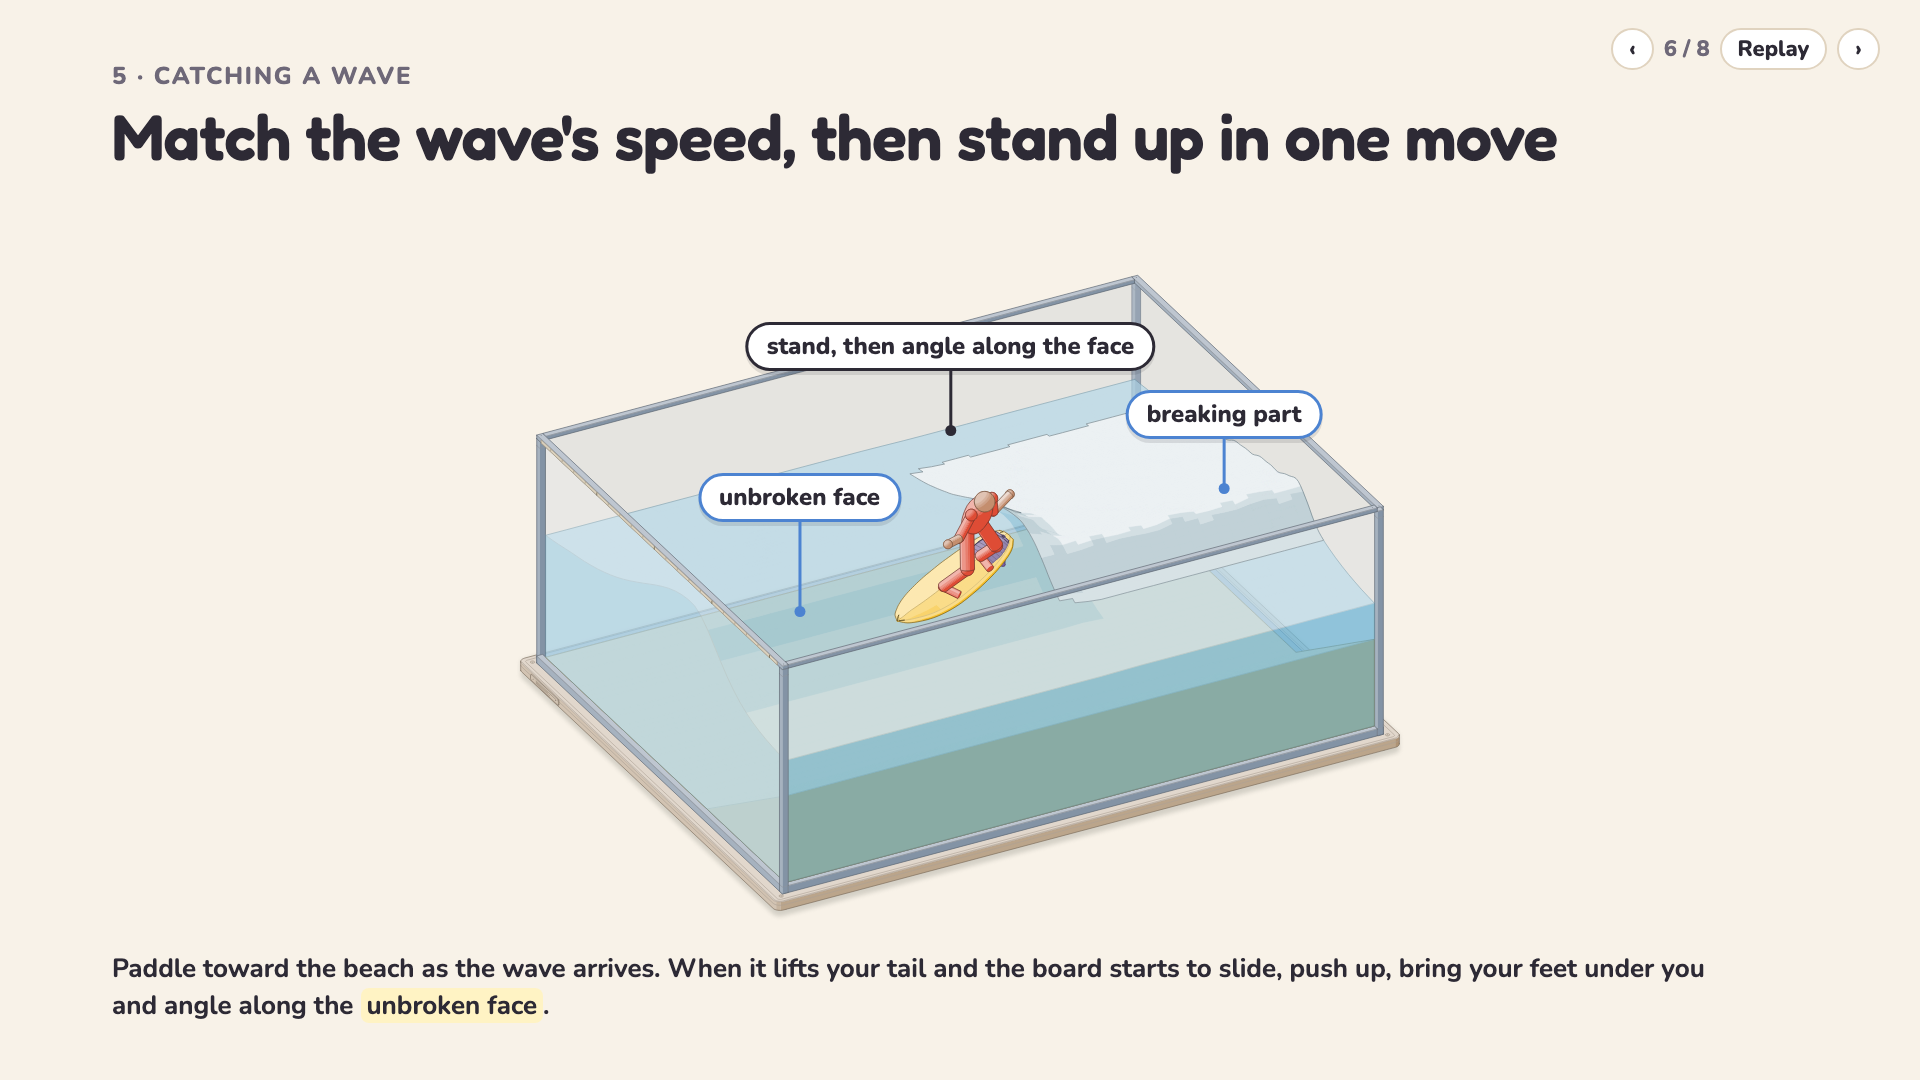 ‹ 6 / 8 Replay ›
5 · CATCHING A WAVE
Match the wave's speed, then stand up in one move
stand, then angle along the face
breaking part
unbroken face
Paddle toward the beach as the wave arrives. When it lifts your tail and the board starts to slide, push up, bring your feet under you
and angle along the unbroken face.